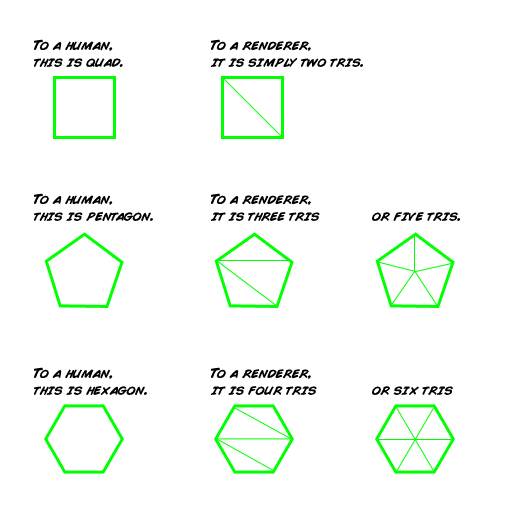 To a human,
this is quad.
To a renderer,
it is simply two tris.
To a human,
this is pentagon.
To a renderer,
it is three tris
or five tris.
To a human,
this is hexagon.
To a renderer,
it is four tris
or six tris